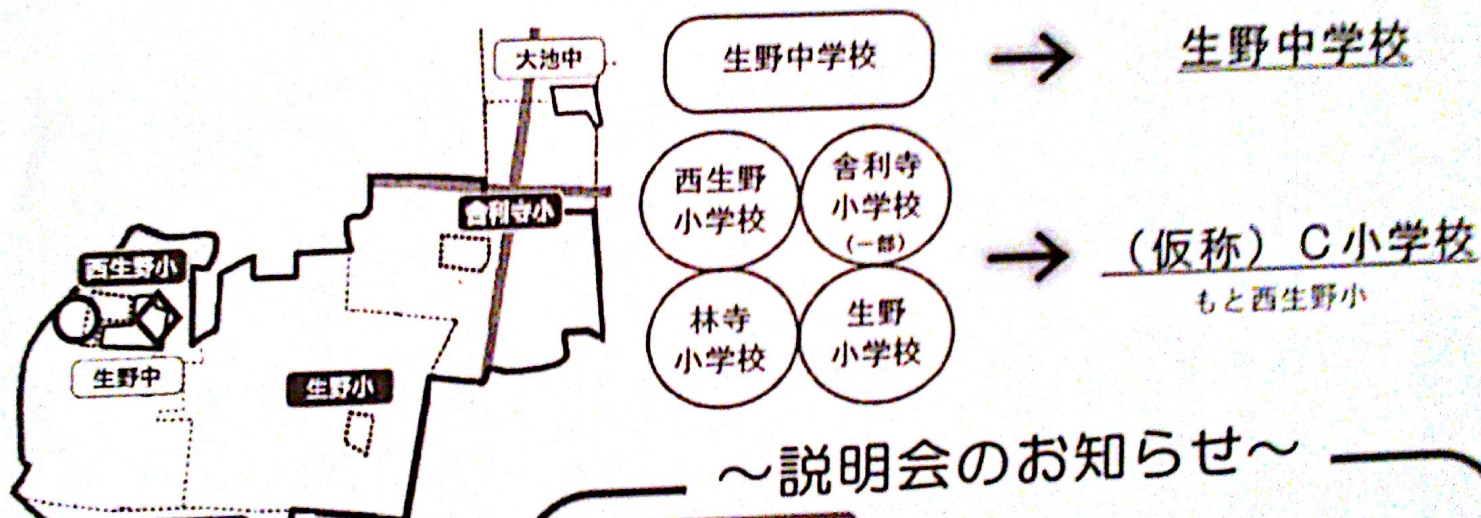 大池中
舎利寺小
西生野小
生野中
生野小
生野中学校
→
生野中学校
西生野
小学校
舎利寺
小学校
(一部)
林寺
小学校
生野
小学校
→
(仮称) C小学校
もと西生野小
～説明会のお知らせ～